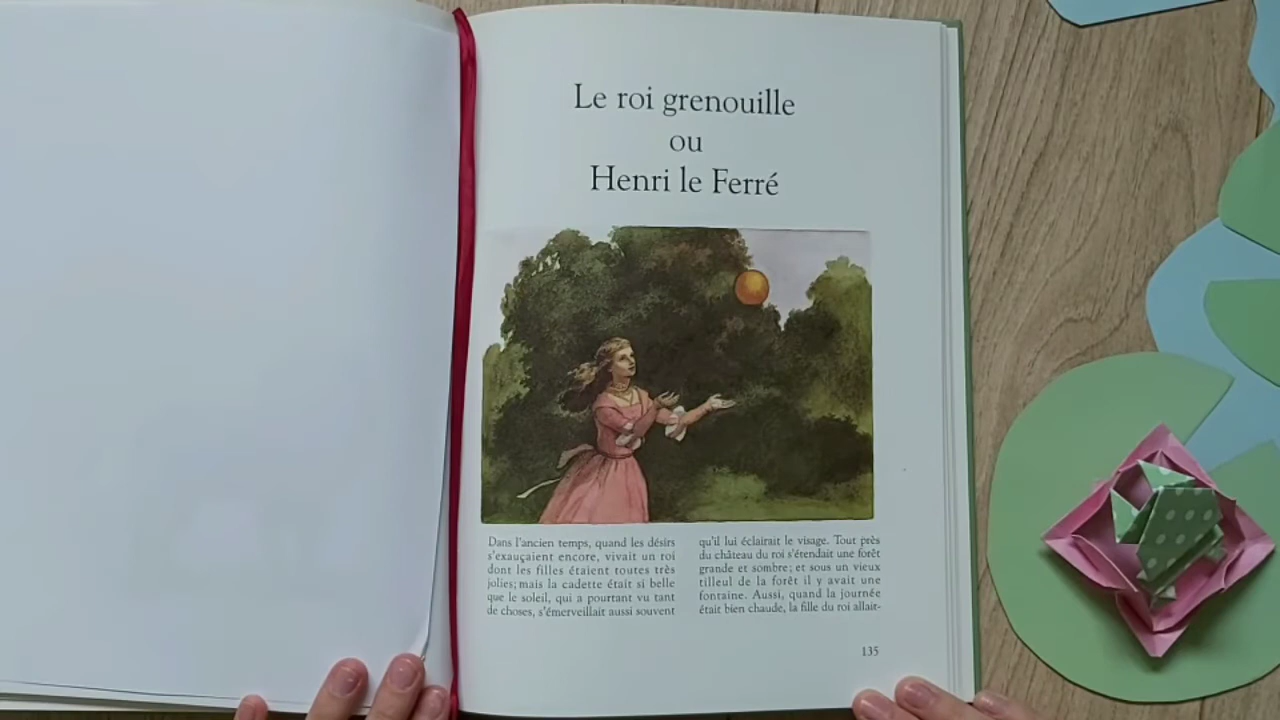 Le roi grenouille
ou
Henri le Ferré
Dans l'ancien temps, quand les désirs
s'exauçaient encore, vivait un roi
dont les filles étaient toutes très
jolies; mais la cadette était si belle
que le soleil, qui a pourtant vu tant
de choses, s'émerveillait aussi souvent
qu'il lui éclairait le visage. Tout près
du château du roi s'étendait une forêt
grande et sombre; et sous un vieux
tilleul de la forêt il y avait une
fontaine. Aussi, quand la journée
était bien chaude, la fille du roi allait-
135